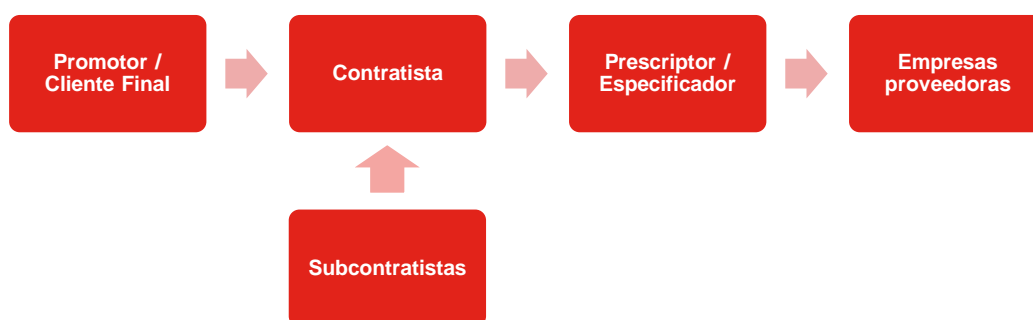 Promotor /
Cliente Final
Contratista
Prescriptor /
Especificador
Empresas
proveedoras
Subcontratistas